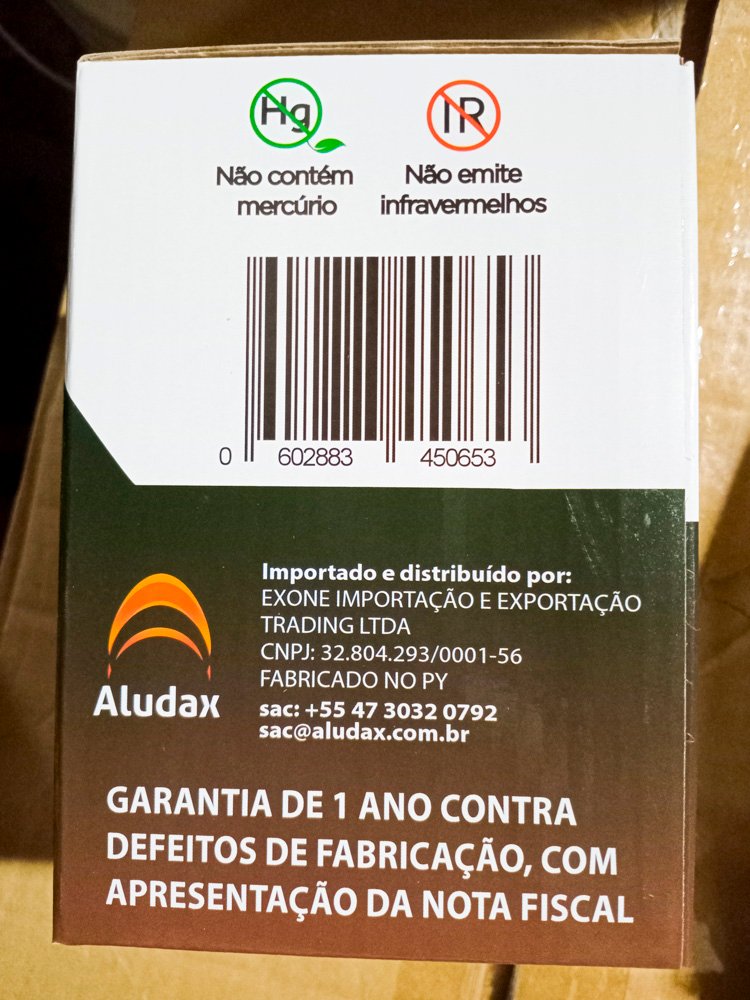 Hg
IR
Não contém
mercúrio
Não emite
infravermelhos
0 602883 450653
Importado e distribuído por:
EXONE IMPORTAÇÃO E EXPORTAÇÃO
TRADING LTDA
CNPJ: 32.804.293/0001-56
FABRICADO NO PY
sac: +55 47 3032 0792
sac@aludax.com.br
Aludax
GARANTIA DE 1 ANO CONTRA
DEFEITOS DE FABRICAÇÃO, COM
APRESENTAÇÃO DA NOTA FISCAL